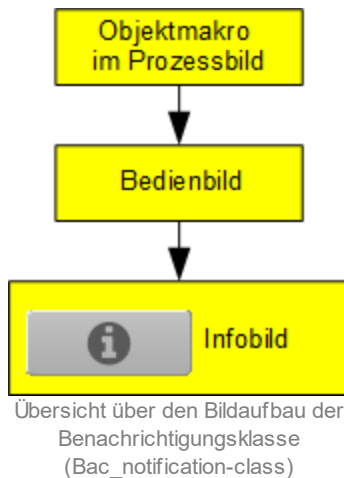 Objektmakro
im Prozessbild
Bedienbild
Infobild
Übersicht über den Bildaufbau der
Benachrichtigungsklasse
(Bac_notification-class)